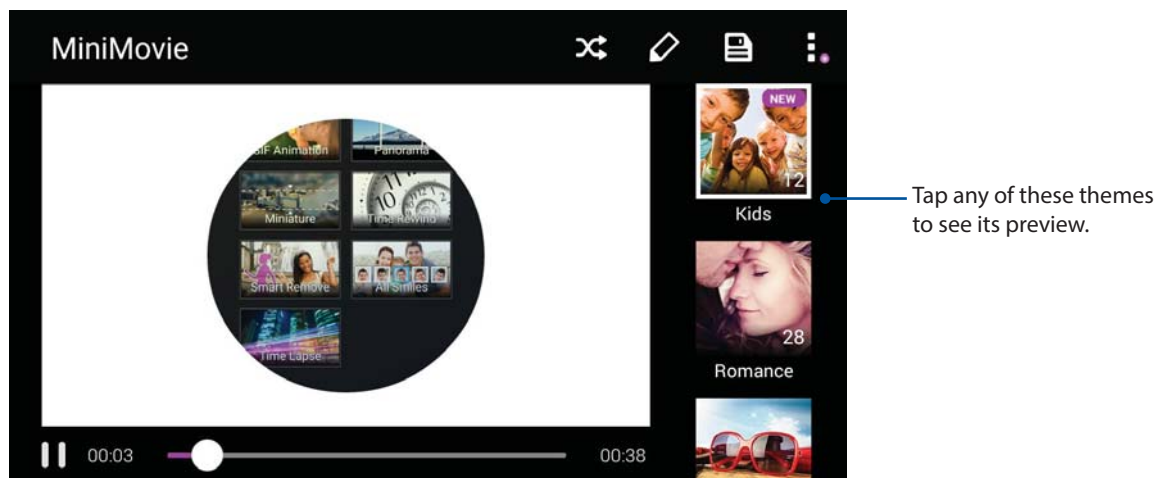 MiniMovie
GIF Animation
Panorama
Miniature
Time Rewind
Smart Remove
All Smiles
Time Lapse
NEW
12
Kids
Tap any of these themes
to see its preview.
28
Romance
00:03
00:38